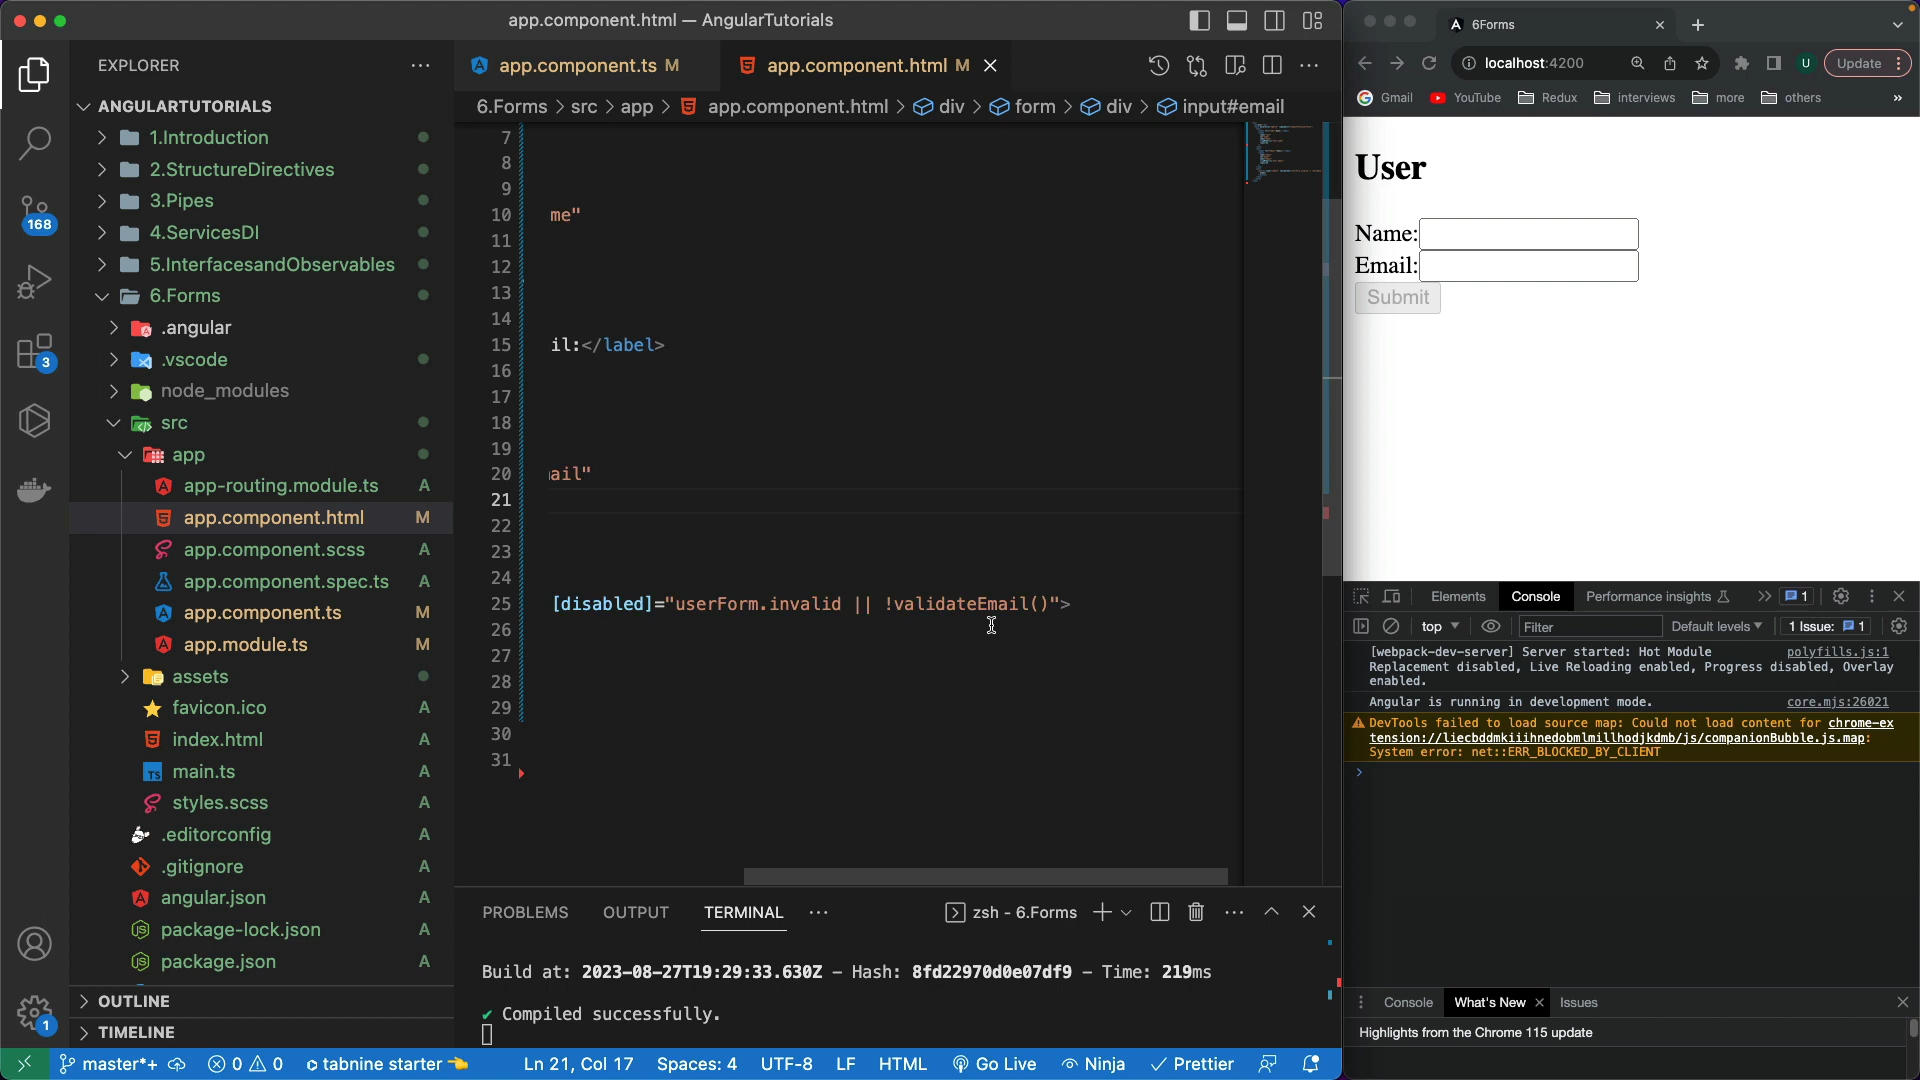 app.component.html — AngularTutorials
EXPLORER
ANGULARTUTORIALS
1.Introduction
2.StructureDirectives
3.Pipes
4.ServicesDI
5.InterfacesandObservables
6.Forms
.angular
.vscode
node_modules
src
app
app-routing.module.ts A
app.component.html M
app.component.scss A
app.component.spec.ts A
app.component.ts M
app.module.ts M
assets
favicon.ico A
index.html A
main.ts A
styles.scss A
.editorconfig A
.gitignore A
angular.json A
package-lock.json A
package.json A
OUTLINE
TIMELINE
168
3
1
app.component.ts M
app.component.html M
6.Forms > src > app > app.component.html > div > form > div > input#email
7
8
9
10 me"
11
12
13
14
15 il:</label>
16
17
18
19
20 ail"
21
22
23
24
25 [disabled]="userForm.invalid || !validateEmail()">
26
27
28
29
30
31
PROBLEMS OUTPUT TERMINAL
zsh - 6.Forms
Build at: 2023-08-27T19:29:33.630Z - Hash: 8fd22970d0e07df9 - Time: 219ms
✔ Compiled successfully.
master*+ 0 0 tabnine starter Ln 21, Col 17 Spaces: 4 UTF-8 LF HTML Go Live Ninja Prettier
6Forms
localhost:4200
U
Update
Gmail YouTube Redux interviews more others »
User
Name:
Email:
Submit
Elements Console Performance insights 1
top Filter Default levels 1 Issue: 1
[webpack-dev-server] Server started: Hot Module polyfills.js:1
Replacement disabled, Live Reloading enabled, Progress disabled, Overlay
enabled.
Angular is running in development mode. core.mjs:26021
DevTools failed to load source map: Could not load content for chrome-ex
tension://liecbddmkiiihnedobmlmillhodjkdmb/js/companionBubble.js.map:
System error: net::ERR_BLOCKED_BY_CLIENT
Console What's New Issues
Highlights from the Chrome 115 update